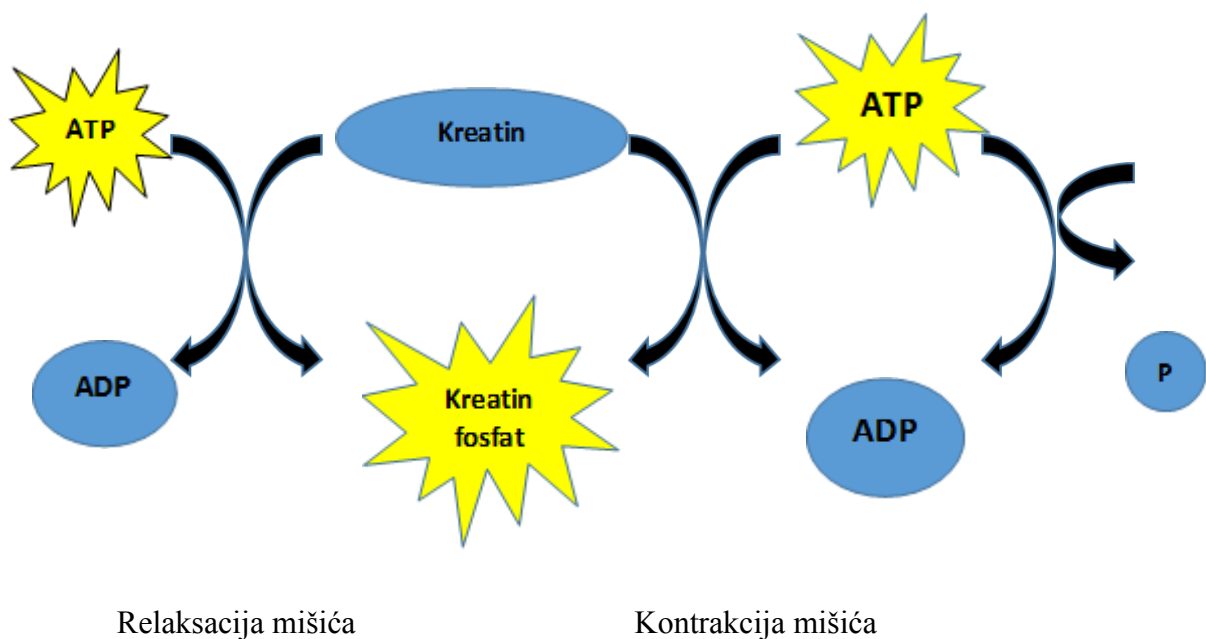 ATP
Kreatin
ATP
ADP
Kreatin
fosfat
ADP
P
Relaksacija mišića
Kontrakcija mišića